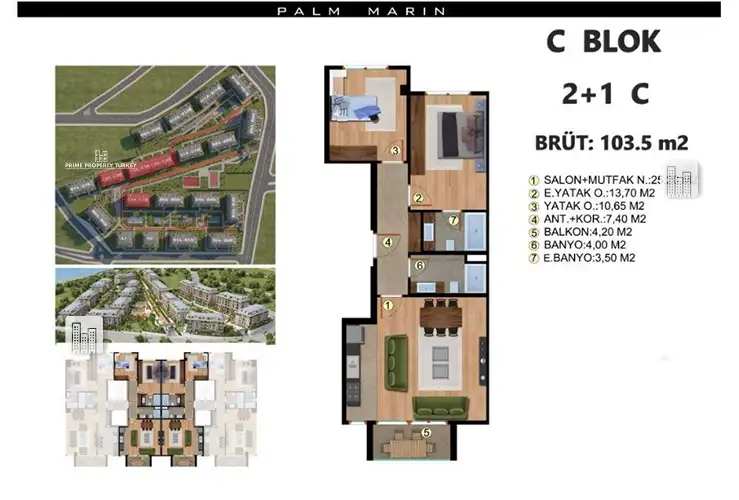 PALM MARIN
C BLOK
2+1 C
BRÜT: 103.5 m2
1 SALON+MUTFAK N.:25
2 E.YATAK O.:13,70 M2
3 YATAK O.:10,65 M2
4 ANT.+KOR.:7,40 M2
5 BALKON:4,20 M2
6 BANYO:4,00 M2
7 E.BANYO:3,50 M2
PRIME PROPERTY TURKEY
3
2
7
4
6
1
5